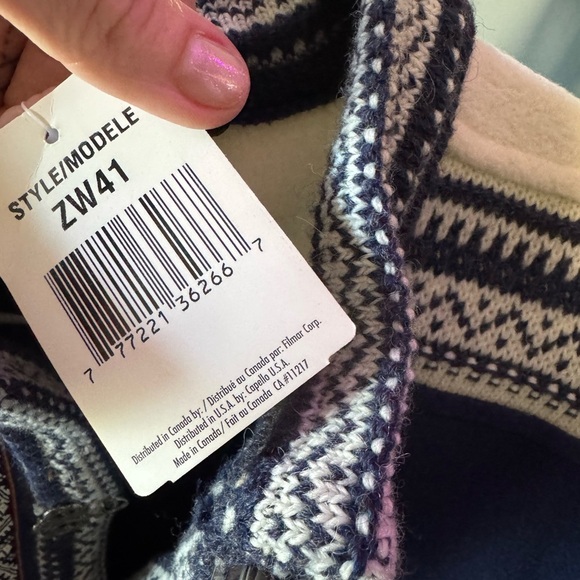 STYLE/MODELE
ZW41
7 77221 36266 7
Distributed in Canada by: / Distribué au Canada par: Filmar Corp.
Distributed in U.S.A. by: Capella U.S.A.
Made in Canada / Fait au Canada CA #11217